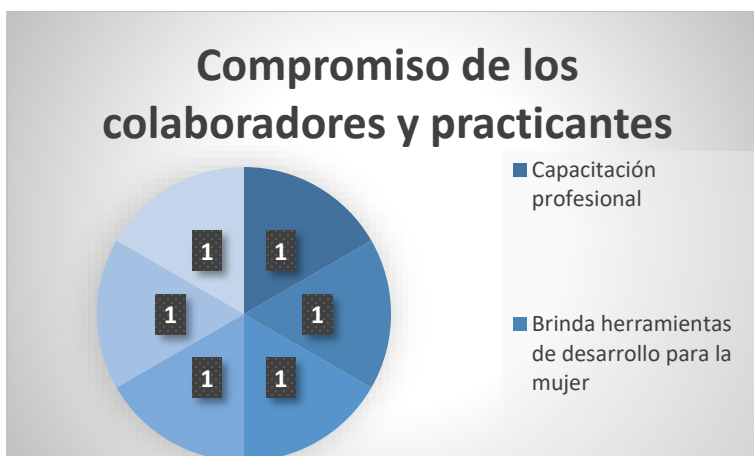 Compromiso de los
colaboradores y practicantes
Capacitación
profesional
Brinda herramientas
de desarrollo para la
mujer
1
1
1
1
1
1